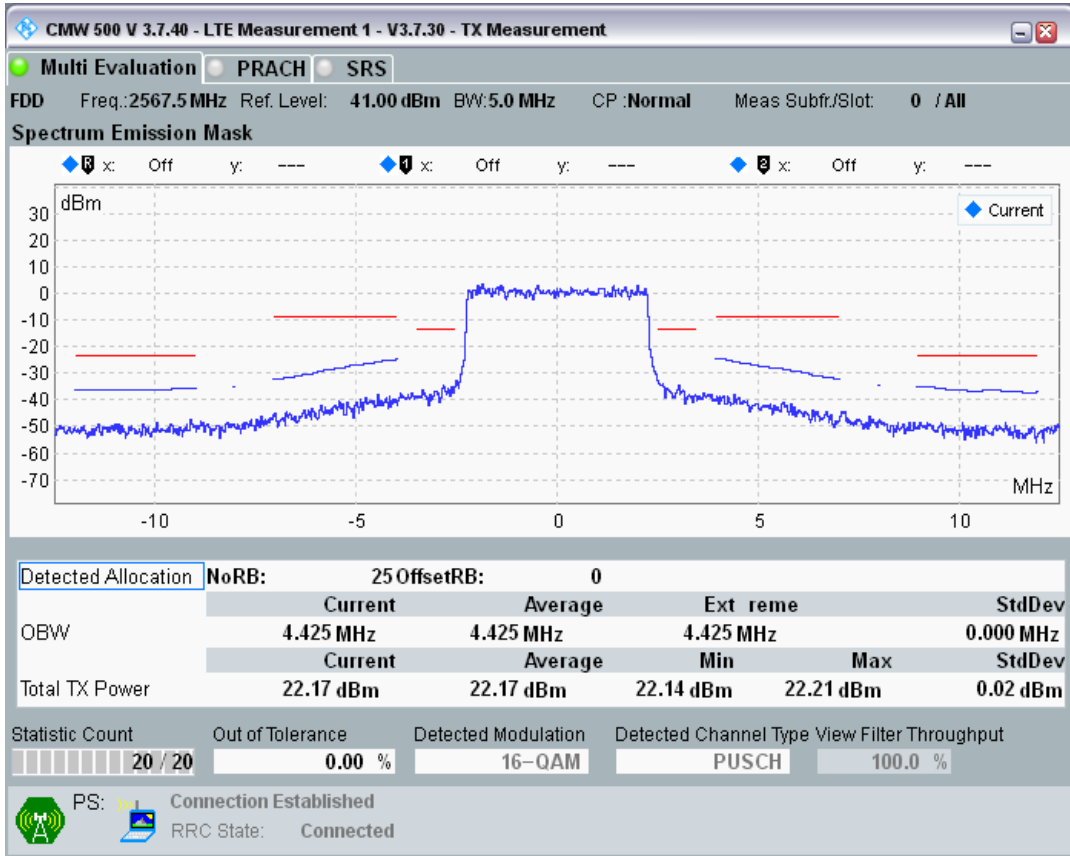 CMW 500 V 3.7.40 - LTE Measurement 1 - V3.7.30 - TX Measurement
Multi Evaluation PRACH SRS
FDD Freq.:2567.5 MHz Ref. Level: 41.00 dBm BW:5.0 MHz CP :Normal Meas Subfr./Slot: 0 / All
Spectrum Emission Mask
R x: Off y: --- 1 x: Off y: --- 2 x: Off y: ---
dBm
Current
30
20
10
0
-10
-20
-30
-40
-50
-60
-70
MHz
-10 -5 0 5 10
Detected Allocation NoRB: 25 OffsetRB: 0
Current Average Ext reme StdDev
OBW 4.425 MHz 4.425 MHz 4.425 MHz 0.000 MHz
Current Average Min Max StdDev
Total TX Power 22.17 dBm 22.17 dBm 22.14 dBm 22.21 dBm 0.02 dBm
Statistic Count Out of Tolerance Detected Modulation Detected Channel Type View Filter Throughput
20 / 20 0.00 % 16-QAM PUSCH 100.0 %
PS: Connection Established
RRC State: Connected